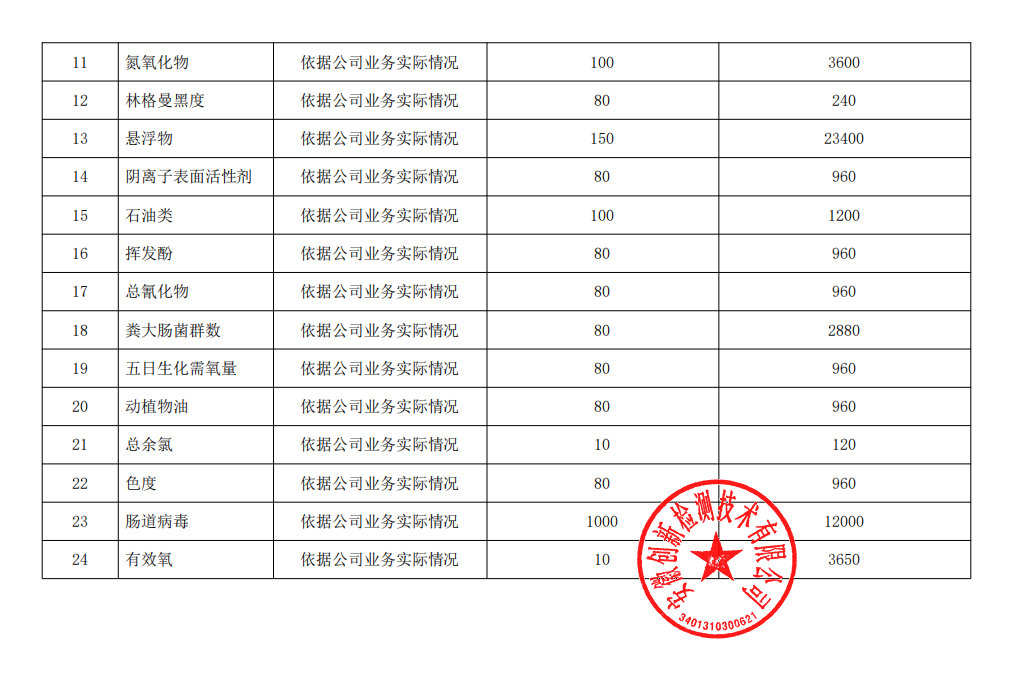 11 氮氧化物 依据公司业务实际情况 100 3600
12 林格曼黑度 依据公司业务实际情况 80 240
13 悬浮物 依据公司业务实际情况 150 23400
14 阴离子表面活性剂 依据公司业务实际情况 80 960
15 石油类 依据公司业务实际情况 100 1200
16 挥发酚 依据公司业务实际情况 80 960
17 总氰化物 依据公司业务实际情况 80 960
18 粪大肠菌群数 依据公司业务实际情况 80 2880
19 五日生化需氧量 依据公司业务实际情况 80 960
20 动植物油 依据公司业务实际情况 80 960
21 总余氯 依据公司业务实际情况 10 120
22 色度 依据公司业务实际情况 80 960
23 肠道病毒 依据公司业务实际情况 1000 12000
24 有效氧 依据公司业务实际情况 10 3650
安徽创新检测技术有限公司
3401310300621